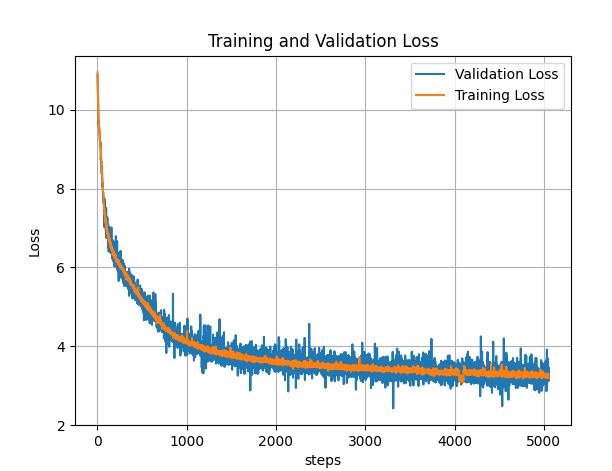 Training and Validation Loss
Validation Loss
Training Loss
10
8
6
4
2
Loss
0
1000
2000
3000
4000
5000
steps